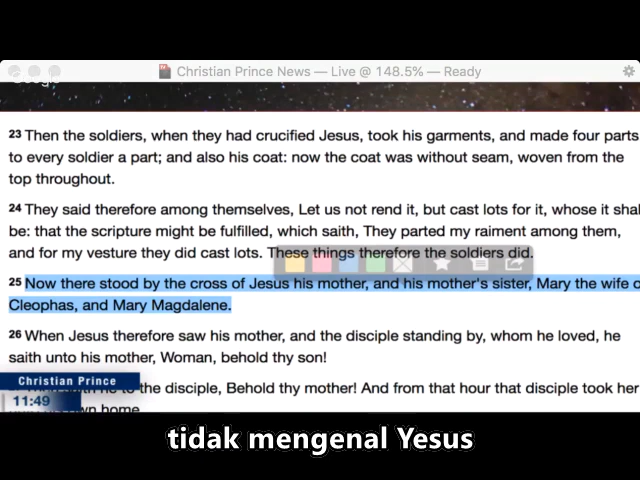 Google
Christian Prince News — Live @ 148.5% — Ready
23 Then the soldiers, when they had crucified Jesus, took his garments, and made four parts
to every soldier a part; and also his coat: now the coat was without seam, woven from the
top throughout.
24 They said therefore among themselves, Let us not rend it, but cast lots for it, whose it shal
be: that the scripture might be fulfilled, which saith, They parted my raiment among them,
and for my vesture they did cast lots. These things therefore the soldiers did.
25 Now there stood by the cross of Jesus his mother, and his mother's sister, Mary the wife o
Cleophas, and Mary Magdalene.
26 When Jesus therefore saw his mother, and the disciple standing by, whom he loved, he
saith unto his mother, Woman, behold thy son!
Christian Prince
to the disciple, Behold thy mother! And from that hour that disciple took her
11:49
own home.
tidak mengenal Yesus